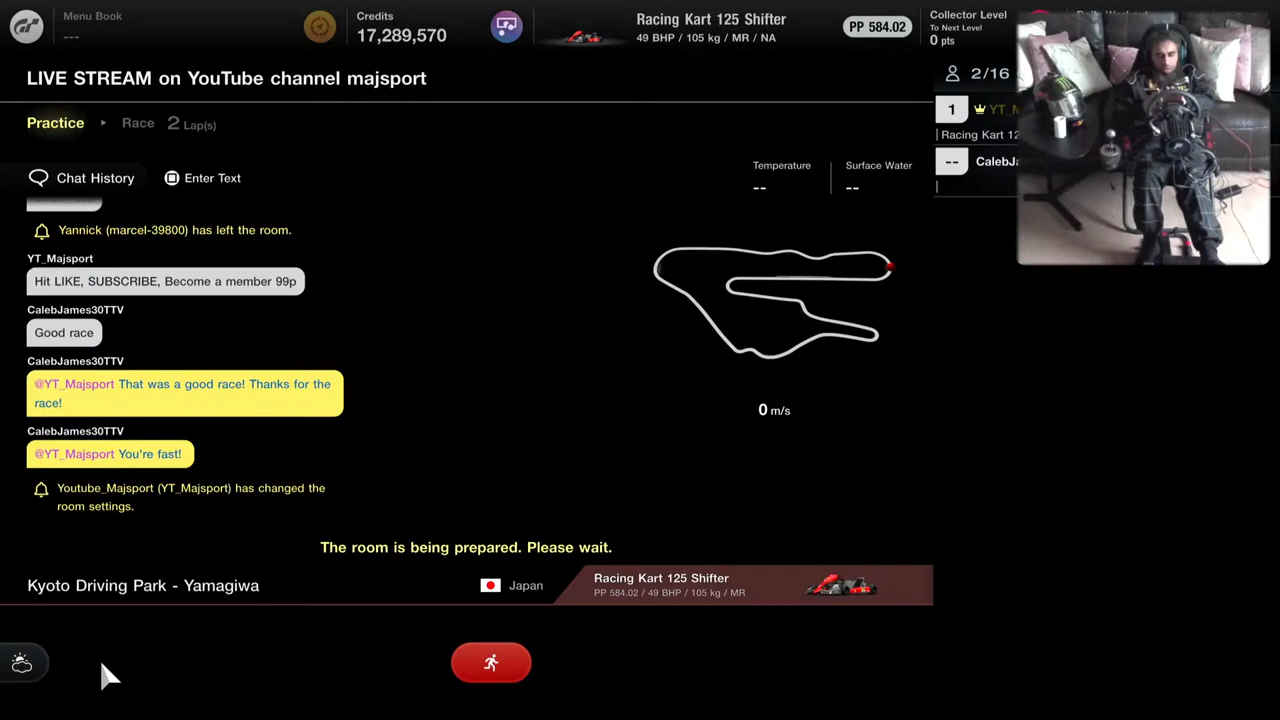 Menu Book
---
Credits
17,289,570
Racing Kart 125 Shifter
49 BHP / 105 kg / MR / NA
PP 584.02
Collector Level
To Next Level
0 pts
LIVE STREAM on YouTube channel majsport
2/16
Practice
Race 2 Lap(s)
1
YT_M
Racing Kart 12
-- CalebJa
Chat History
Enter Text
Temperature
--
Surface Water
--
Yannick (marcel-39800) has left the room.
YT_Majsport
Hit LIKE, SUBSCRIBE, Become a member 99p
CalebJames30TTV
Good race
CalebJames30TTV
@YT_Majsport That was a good race! Thanks for the
race!
CalebJames30TTV
@YT_Majsport You're fast!
Youtube_Majsport (YT_Majsport) has changed the
room settings.
0 m/s
The room is being prepared. Please wait.
Kyoto Driving Park - Yamagiwa
Japan
Racing Kart 125 Shifter
PP 584.02 / 49 BHP / 105 kg / MR